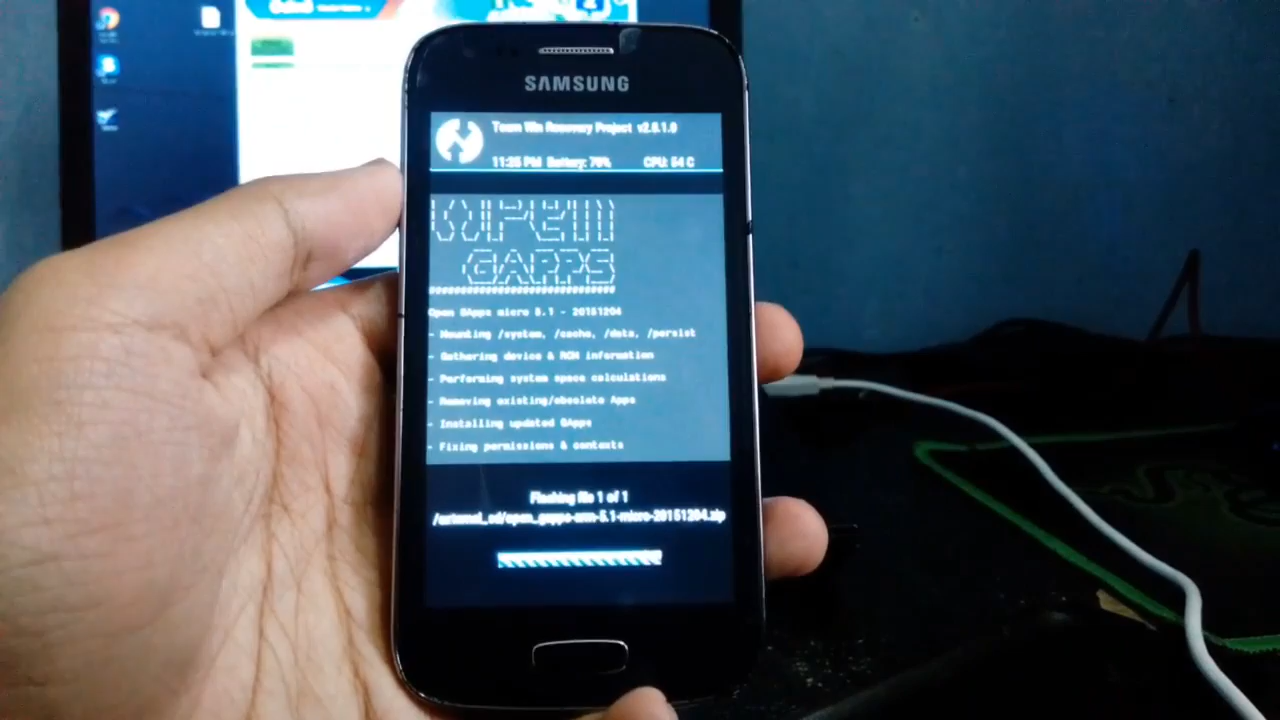 SAMSUNG
Team Win Recovery Project v2.8.1.0
11:25 PM Battery: 70% CPU: 54 C
OPEN
GAPPS
##############################
Open GApps micro 5.1 - 20151204
- Mounting /system, /cache, /data, /persist
- Gathering device & ROM information
- Performing system space calculations
- Removing existing/obsolete Apps
- Installing updated GApps
- Fixing permissions & contexts
Flashing file 1 of 1
/external_sd/open_gapps-arm-5.1-micro-20151204.zip